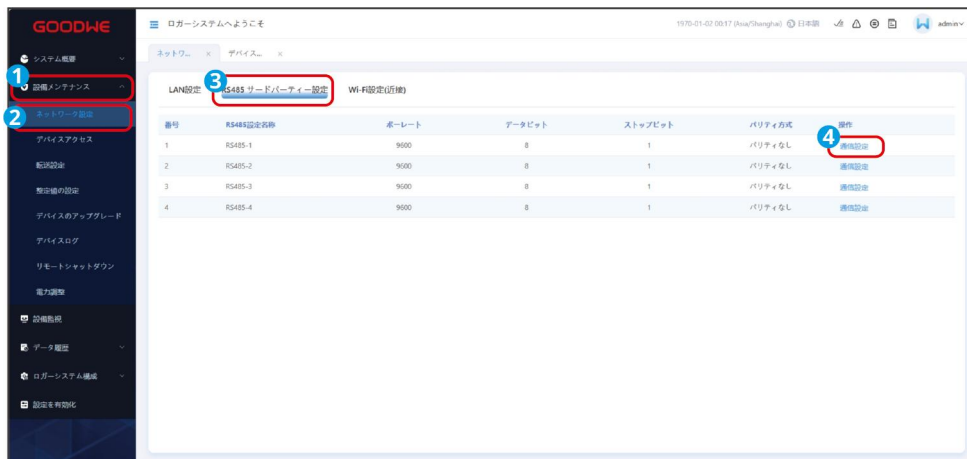 GOODWE
ロガーシステムへようこそ
1970-01-02 00:17 (Asia/Shanghai) 日本語
admin
システム概要
ネットワ... ×
デバイス... ×
1
設備メンテナンス
3
LAN設定
RS485 サードパーティー設定
Wi-Fi設定(近接)
2
ネットワーク設定
デバイスアクセス
転送設定
整定値の設定
デバイスのアップグレード
デバイスログ
リモートシャットダウン
電力調整
設備監視
データ履歴
ロガーシステム構成
設定を有効化
番号 RS485設定名称 ボーレート データビット ストップビット パリティ方式 操作
4
1 RS485-1 9600 8 1 パリティなし 通信設定
2 RS485-2 9600 8 1 パリティなし 通信設定
3 RS485-3 9600 8 1 パリティなし 通信設定
4 RS485-4 9600 8 1 パリティなし 通信設定